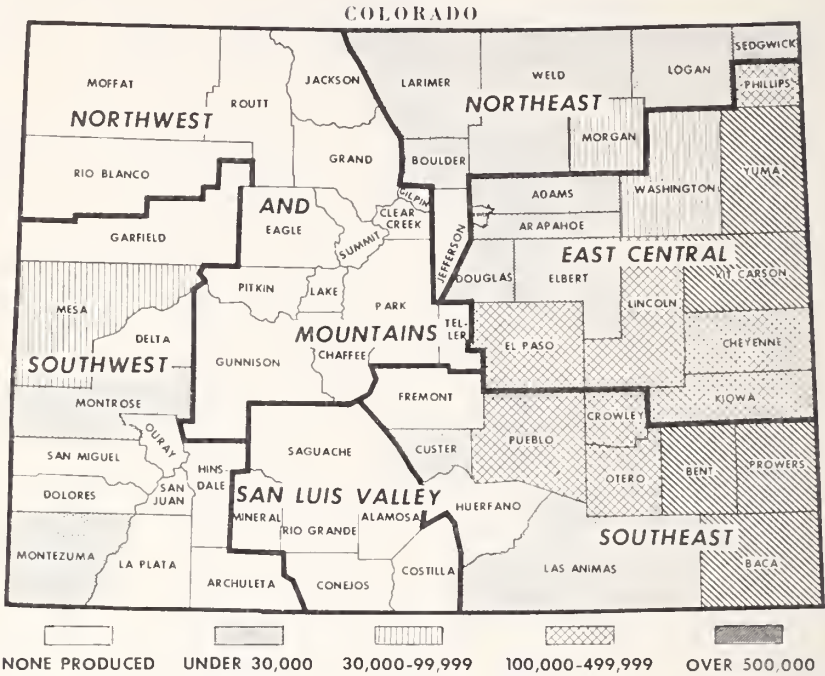 COLORADO
SEDGWICK
MOFFAT
ROUTT
JACKSON
LARIMER
WELD
LOGAN
PHILLIPS
NORTHWEST
NORTHEAST
MORGAN
RIO BLANCO
GRAND
BOULDER
YUMA
WASHINGTON
GILPIN
CLEAR
CREEK
ADAMS
AND
EAGLE
SUMMIT
JEFFERSON
ARAPAHOE
GARFIELD
EAST CENTRAL
DOUGLAS
ELBERT
KIT CARSON
PITKIN
LAKE
PARK
LINCOLN
MESA
DELTA
MOUNTAINS
TEL-
LER
EL PASO
CHEYENNE
SOUTHWEST
GUNNISON
CHAFFEE
MONTROSE
FREMONT
KIOWA
CROWLEY
OURAY
SAN MIGUEL
SAGUACHE
CUSTER
PUEBLO
HINS-
DALE
OTERO
BENT
PROWERS
DOLORES
SAN
JUAN
SAN LUIS VALLEY
MINERAL
RIO GRANDE
ALAMOSA
HUERFANO
SOUTHEAST
MONTEZUMA
LA PLATA
ARCHULETA
CONEJOS
COSTILLA
LAS ANIMAS
BACA
NONE PRODUCED UNDER 30,000 30,000-99,999 100,000-499,999 OVER 500,000